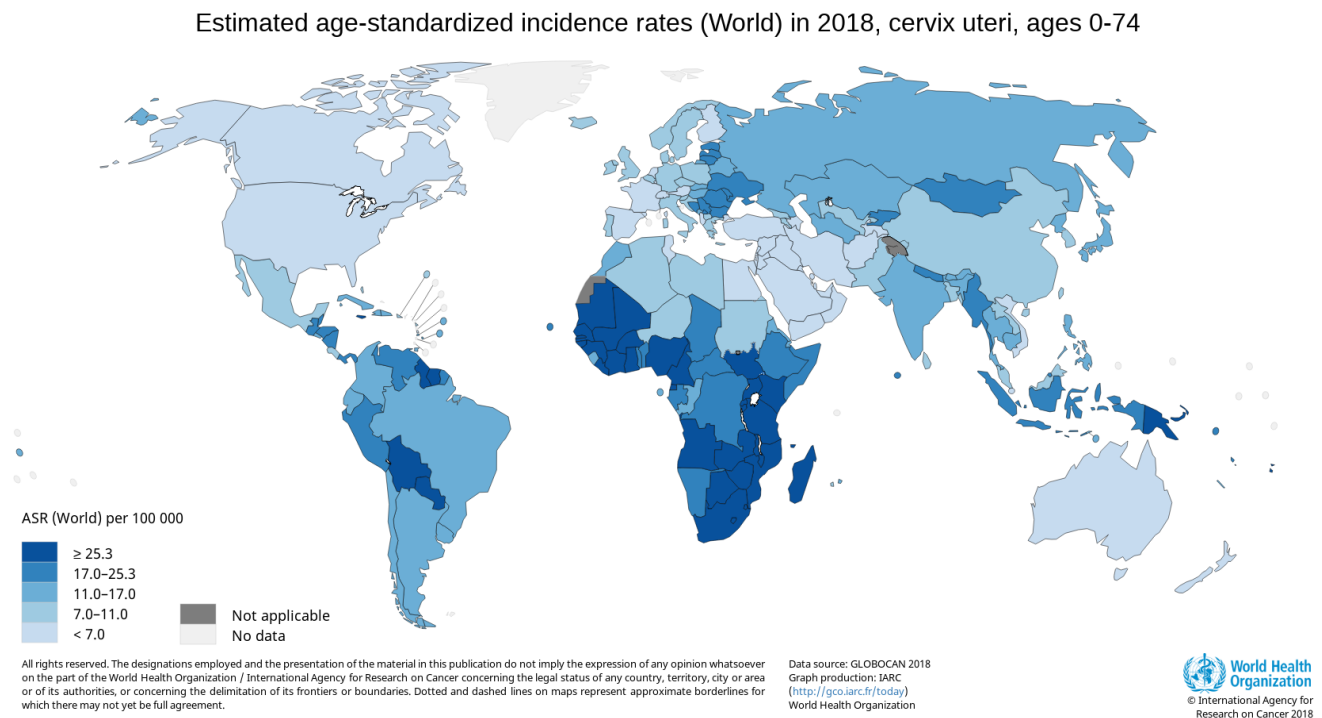 Estimated age-standardized incidence rates (World) in 2018, cervix uteri, ages 0-74
ASR (World) per 100 000
≥ 25.3
17.0–25.3
11.0–17.0
7.0–11.0
< 7.0
Not applicable
No data
All rights reserved. The designations employed and the presentation of the material in this publication do not imply the expression of any opinion whatsoever
on the part of the World Health Organization / International Agency for Research on Cancer concerning the legal status of any country, territory, city or area
or of its authorities, or concerning the delimitation of its frontiers or boundaries. Dotted and dashed lines on maps represent approximate borderlines for
which there may not yet be full agreement.
Data source: GLOBOCAN 2018
Graph production: IARC
(http://gco.iarc.fr/today)
World Health Organization
World Health
Organization
© International Agency for
Research on Cancer 2018